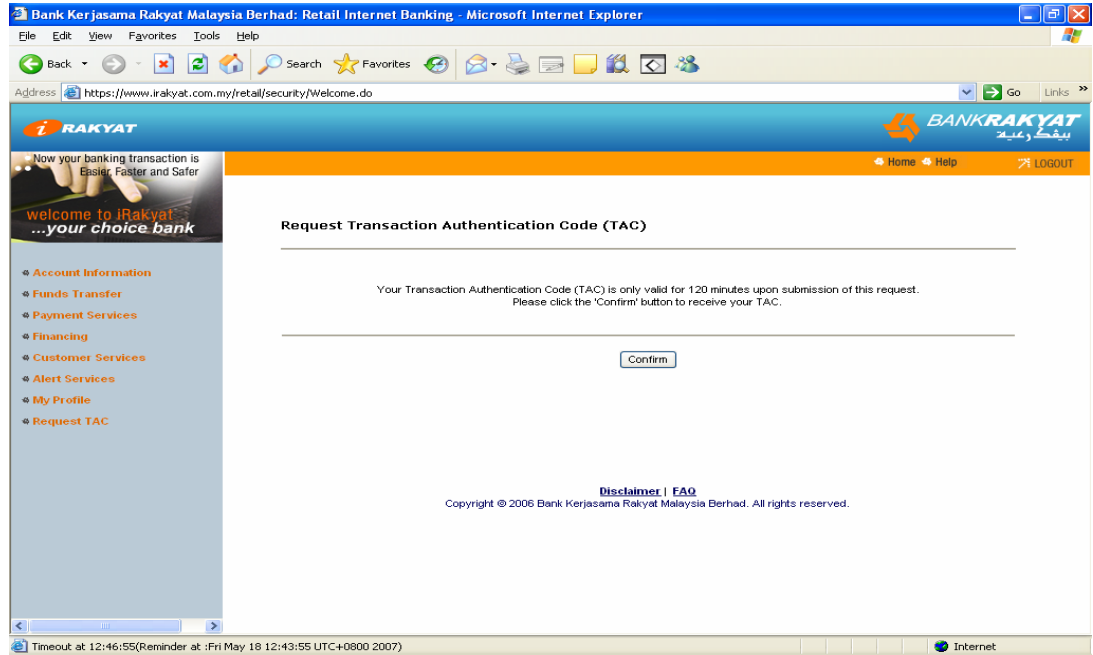 Bank Kerjasama Rakyat Malaysia Berhad: Retail Internet Banking - Microsoft Internet Explorer
File Edit View Favorites Tools Help
Back Search Favorites
Address https://www.irakyat.com.my/retail/security/Welcome.do Go Links »
i RAKYAT BANKRAKYAT
بيڠك رعية
Home Help LOGOUT
Now your banking transaction is
Easier, Faster and Safer
welcome to iRakyat
...your choice bank
Request Transaction Authentication Code (TAC)
Account Information
Funds Transfer
Payment Services
Financing
Customer Services
Alert Services
My Profile
Request TAC
Your Transaction Authentication Code (TAC) is only valid for 120 minutes upon submission of this request.
Please click the 'Confirm' button to receive your TAC.
Confirm
Disclaimer | FAQ
Copyright © 2006 Bank Kerjasama Rakyat Malaysia Berhad. All rights reserved.
Timeout at 12:46:55(Reminder at :Fri May 18 12:43:55 UTC+0800 2007) Internet